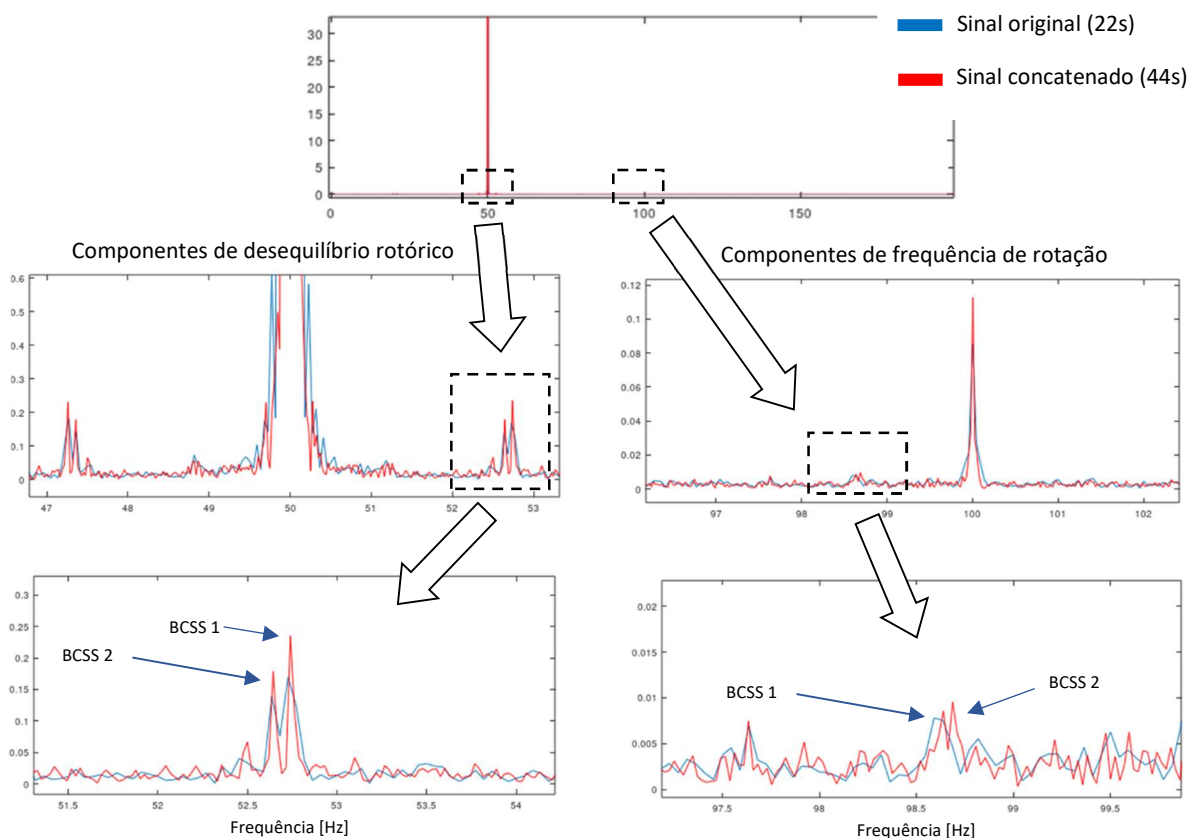 Sinal original (22s)
Sinal concatenado (44s)
30
25
20
15
10
5
0
0 50 100 150
Componentes de desequilíbrio rotórico
0.6
0.5
0.4
0.3
0.2
0.1
0
47 48 49 50 51 52 53
Componentes de frequência de rotação
0.12
0.1
0.08
0.06
0.04
0.02
0
97 98 99 100 101 102
0.3
0.25
0.2
0.15
0.1
0.05
0
BCSS 1
BCSS 2
51.5 52 52.5 53 53.5 54
Frequência [Hz]
0.02
0.015
0.01
0.005
0
BCSS 1
BCSS 2
97.5 98 98.5 99 99.5
Frequência [Hz]